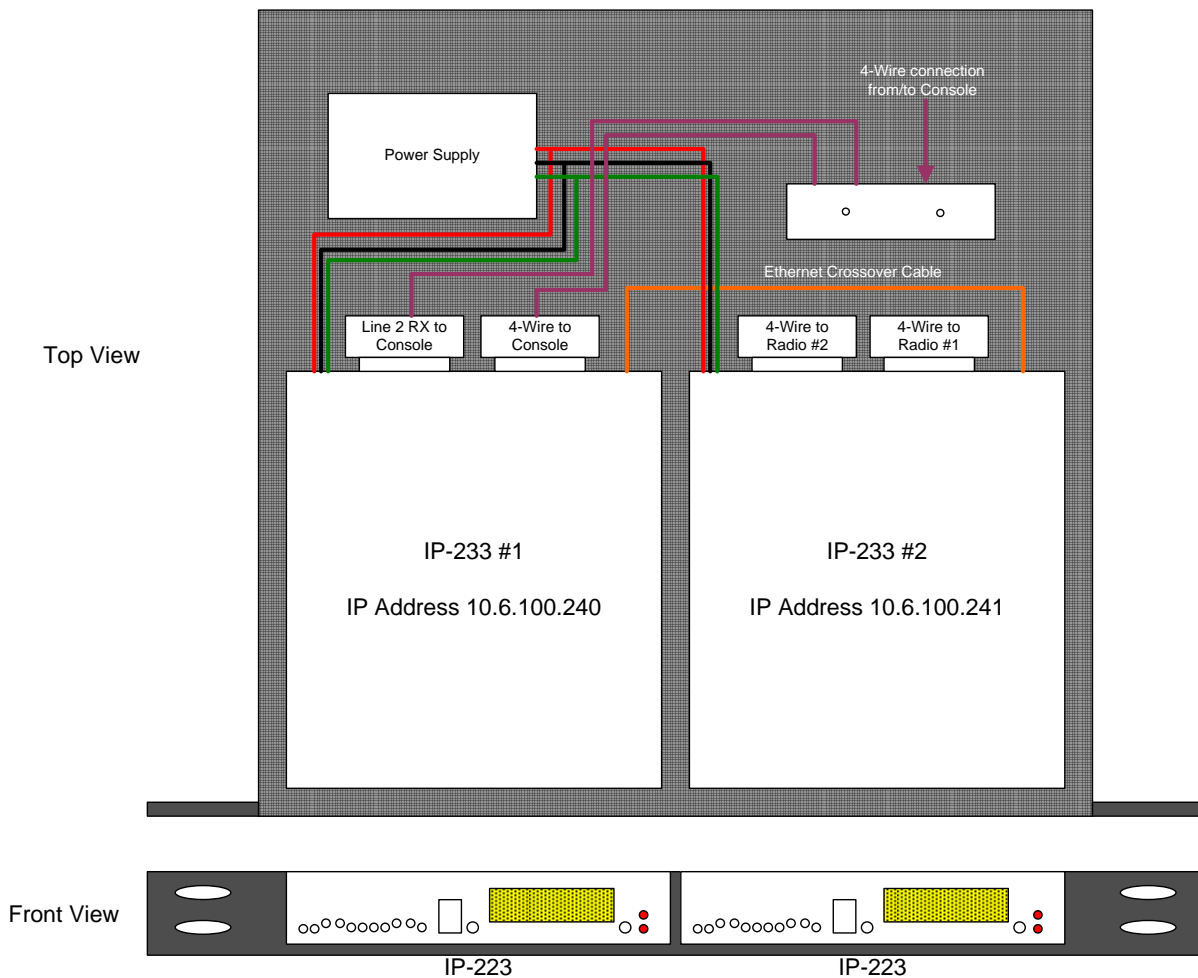 4-Wire connection
from/to Console
Power Supply
Ethernet Crossover Cable
Line 2 RX to
Console
4-Wire to
Console
4-Wire to
Radio #2
4-Wire to
Radio #1
Top View
IP-233 #1
IP Address 10.6.100.240
IP-233 #2
IP Address 10.6.100.241
Front View
IP-223
IP-223